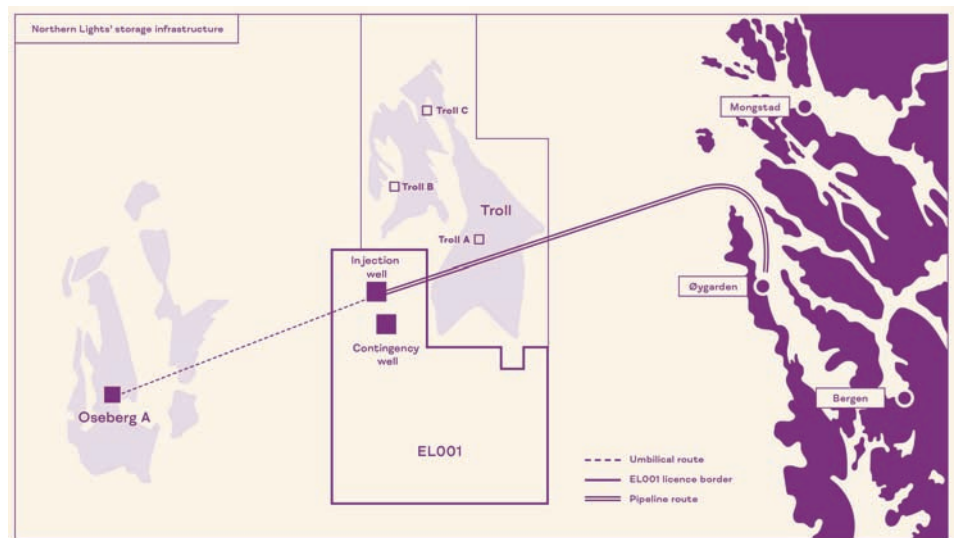 Northern Lights' storage infrastructure
Troll C
Mongstad
Troll B
Troll
Troll A
Injection
well
Øygarden
Contingency
well
Oseberg A
Bergen
EL001
Umbilical route
EL001 licence border
Pipeline route